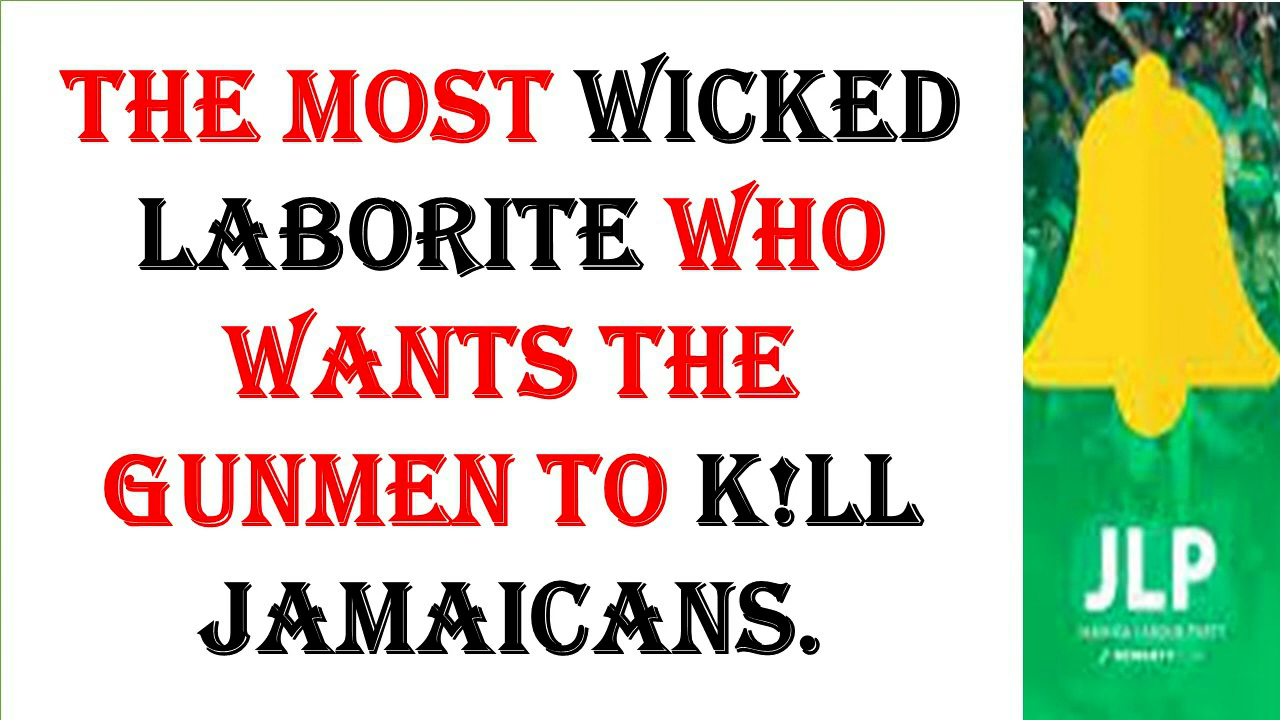 THE MOST WICKED
LABORITE WHO
WANTS THE
GUNMEN TO K!LL
JAMAICANS.
JLP